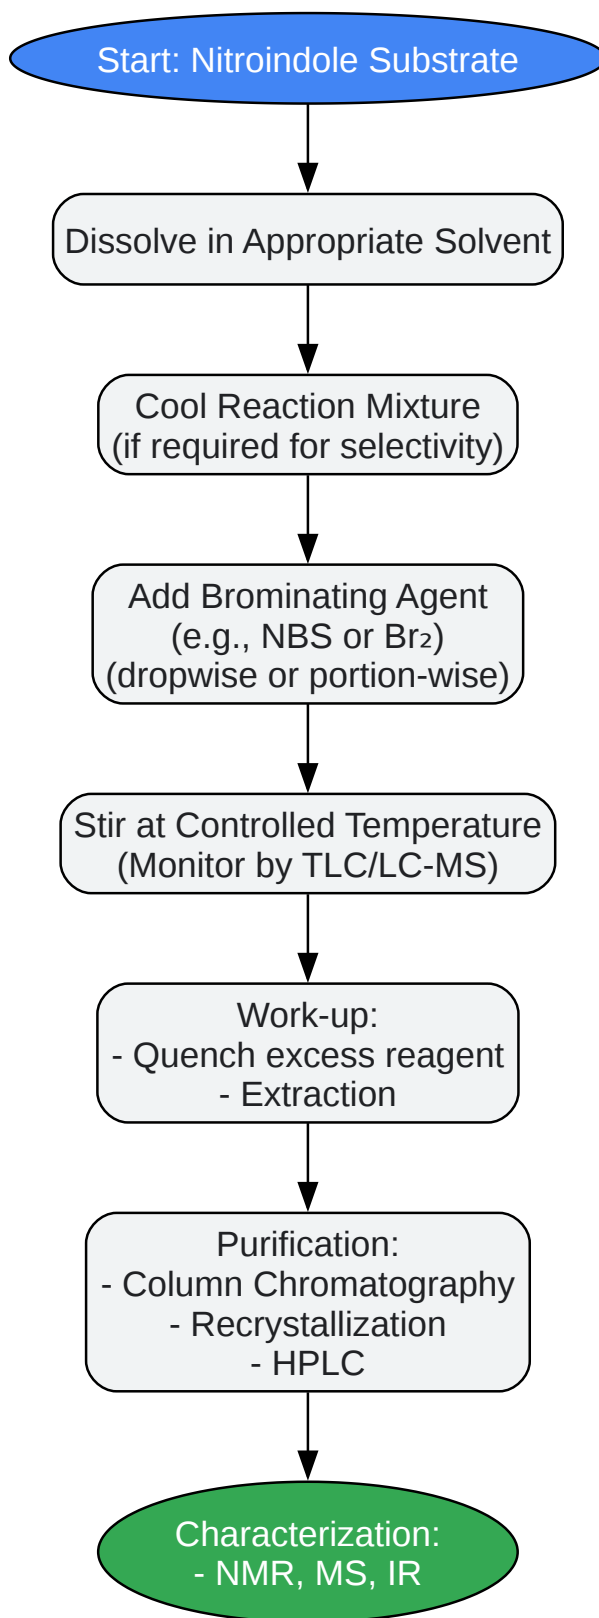 Start: Nitroindole Substrate
Dissolve in Appropriate Solvent
Cool Reaction Mixture
(if required for selectivity)
Add Brominating Agent
(e.g., NBS or Br₂)
(dropwise or portion-wise)
Stir at Controlled Temperature
(Monitor by TLC/LC-MS)
Work-up:
- Quench excess reagent
- Extraction
Purification:
- Column Chromatography
- Recrystallization
- HPLC
Characterization:
- NMR, MS, IR